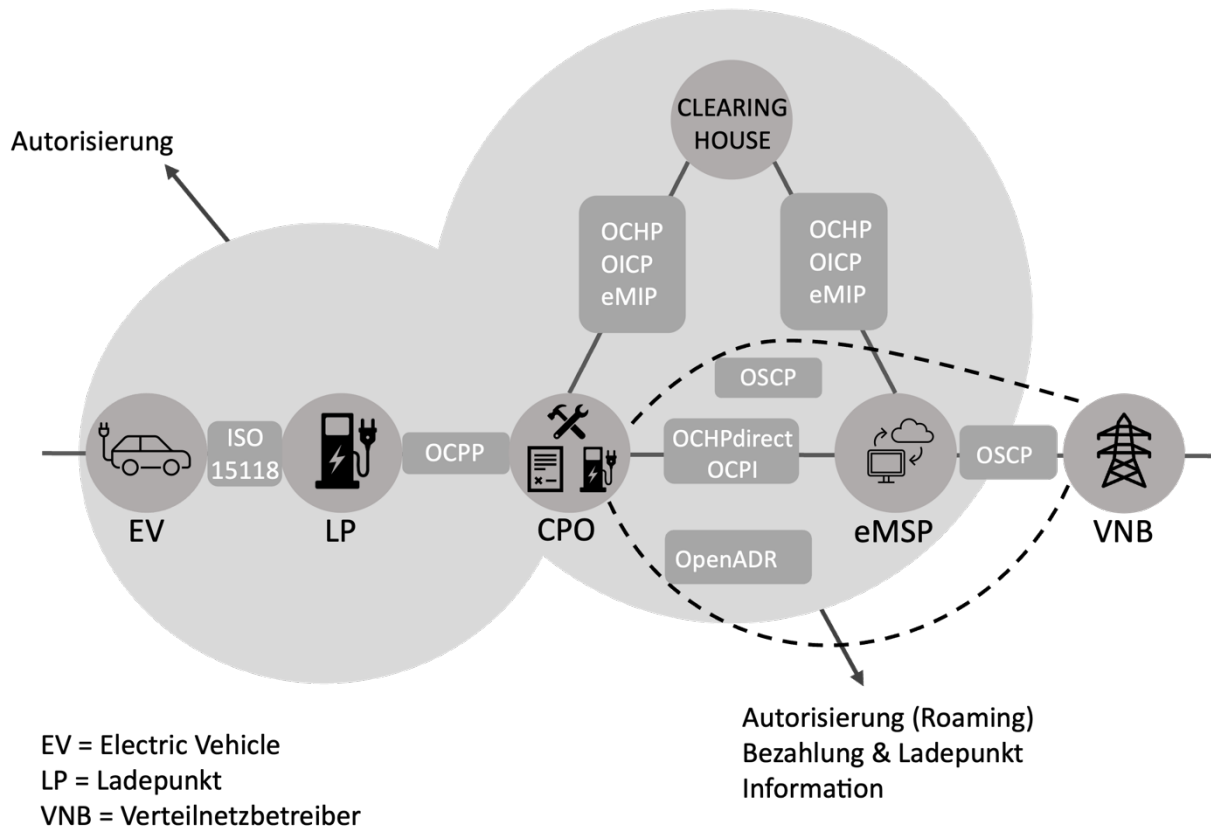 CLEARING
HOUSE
Autorisierung
OCHP
OICP
eMIP
OCHP
OICP
eMIP
OSCP
ISO
15118
OCPP
OCHPdirect
OCPI
OSCP
EV
LP
CPO
eMSP
VNB
OpenADR
Autorisierung (Roaming)
Bezahlung & Ladepunkt
Information
EV = Electric Vehicle
LP = Ladepunkt
VNB = Verteilnetzbetreiber